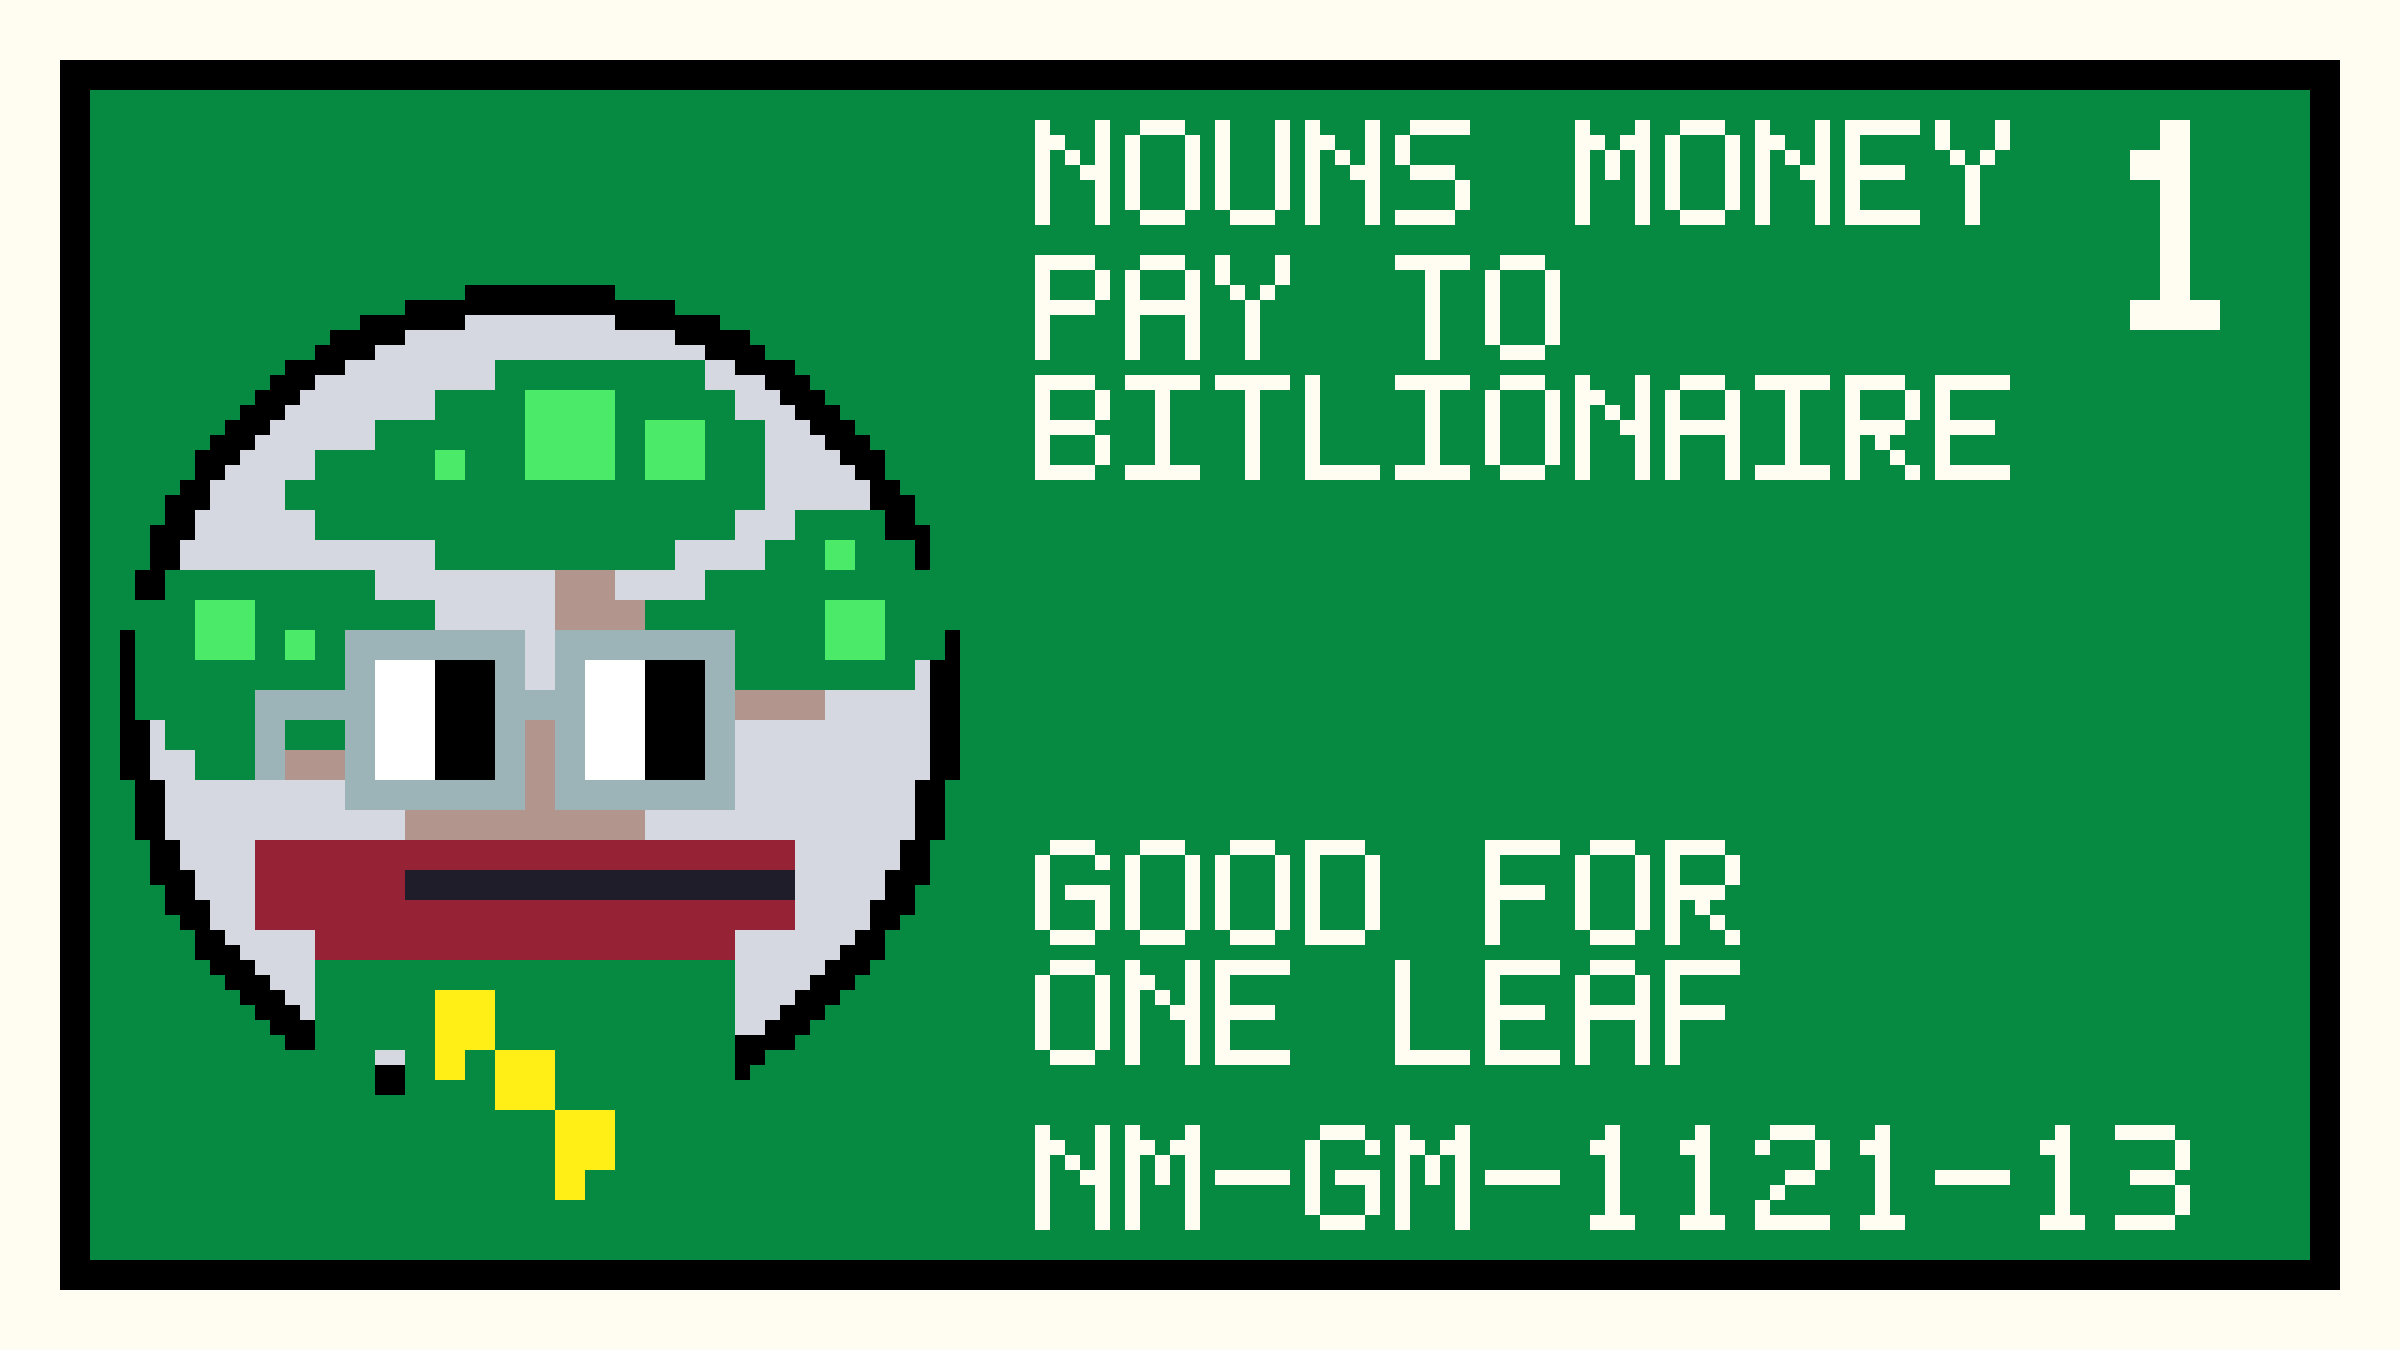 NOUNS MONEY 1
PAY TO
BITLIONAIRE
GOOD FOR
ONE LEAF
NM-GM-1121-13